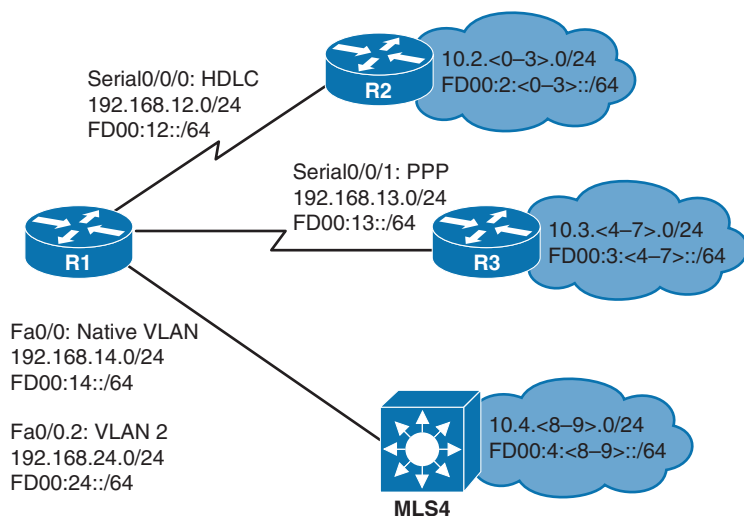 Serial0/0/0: HDLC
192.168.12.0/24
FD00:12::/64
R2
10.2.<0–3>.0/24
FD00:2:<0–3>::/64
Serial0/0/1: PPP
192.168.13.0/24
FD00:13::/64
R1
R3
10.3.<4–7>.0/24
FD00:3:<4–7>::/64
Fa0/0: Native VLAN
192.168.14.0/24
FD00:14::/64
Fa0/0.2: VLAN 2
192.168.24.0/24
FD00:24::/64
10.4.<8–9>.0/24
FD00:4:<8–9>::/64
MLS4